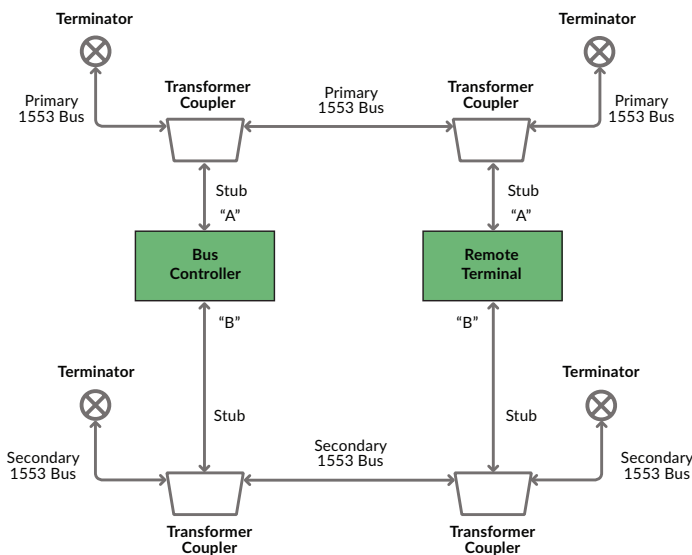 Terminator
Terminator
Transformer
Coupler
Primary
1553 Bus
Transformer
Coupler
Primary
1553 Bus
Primary
1553 Bus
Stub
“A”
Stub
“A”
Bus
Controller
Remote
Terminal
“B”
“B”
Terminator
Terminator
Stub
Stub
Secondary
1553 Bus
Secondary
1553 Bus
Secondary
1553 Bus
Transformer
Coupler
Transformer
Coupler